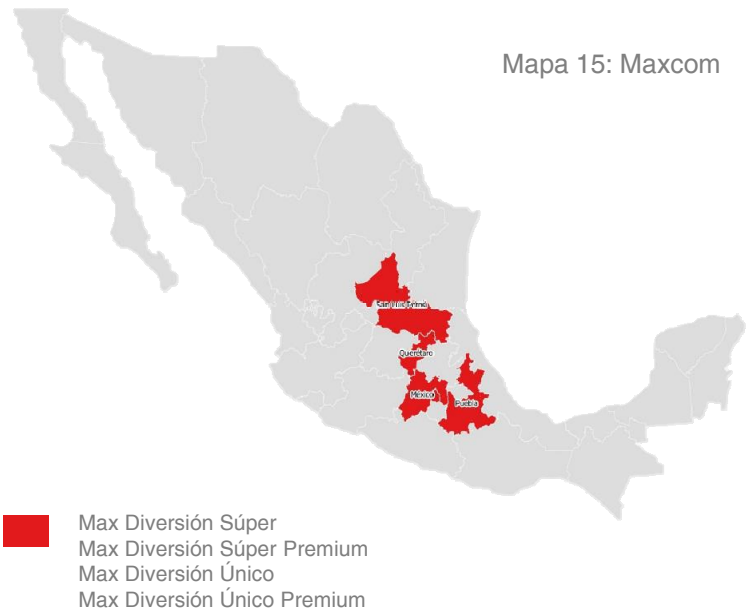 Mapa 15: Maxcom
San Luis Potosí
Querétaro
México
Puebla
Max Diversión Súper
Max Diversión Súper Premium
Max Diversión Único
Max Diversión Único Premium